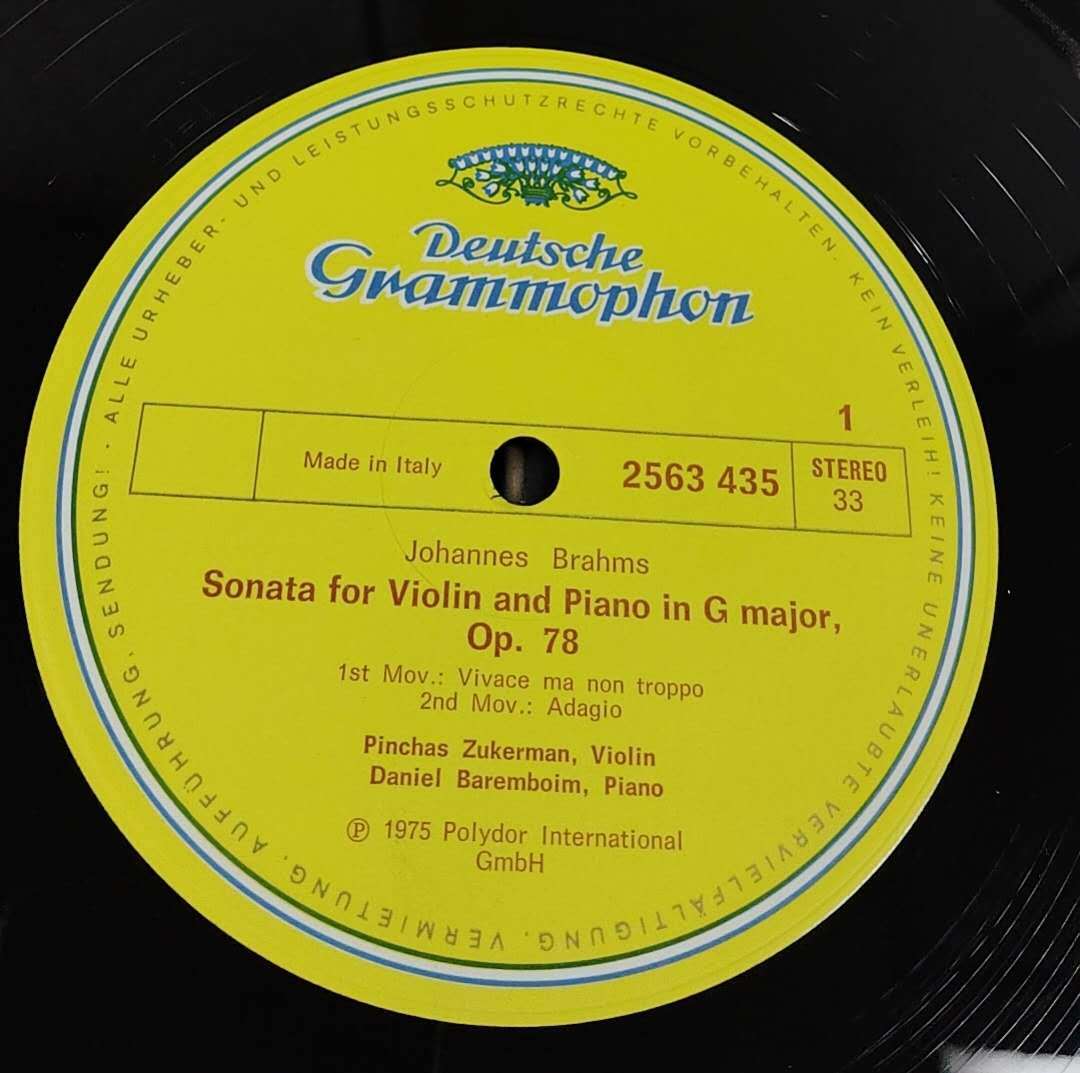 ALLE URHEBER- UND LEISTUNGSSCHUTZRECHTE VORBEHALTEN. KEIN VERLEIH! KEINE UNERLAUBTE VERVIELFÄLTIGUNG, VERMIETUNG, AUFFÜHRUNG, SENDUNG! ·
Deutsche
Grammophon
1
Made in Italy
2563 435
STEREO
33
Johannes Brahms
Sonata for Violin and Piano in G major,
Op. 78
1st Mov.: Vivace ma non troppo
2nd Mov.: Adagio
Pinchas Zukerman, Violin
Daniel Baremboim, Piano
℗ 1975 Polydor International
GmbH